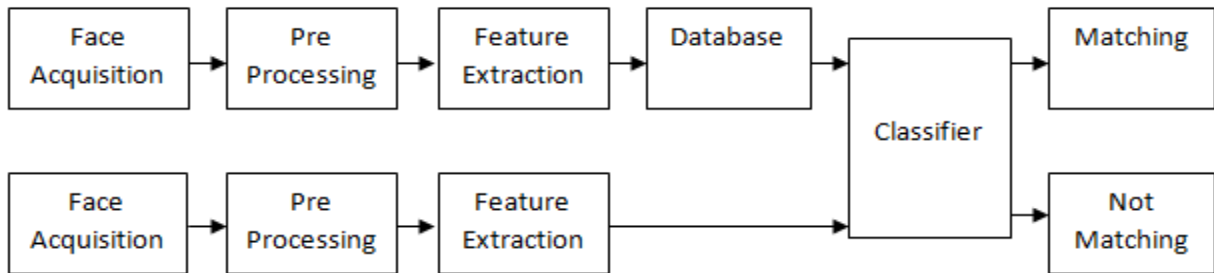 Face
Acquisition
Pre
Processing
Feature
Extraction
Database
Classifier
Matching
Face
Acquisition
Pre
Processing
Feature
Extraction
Not
Matching